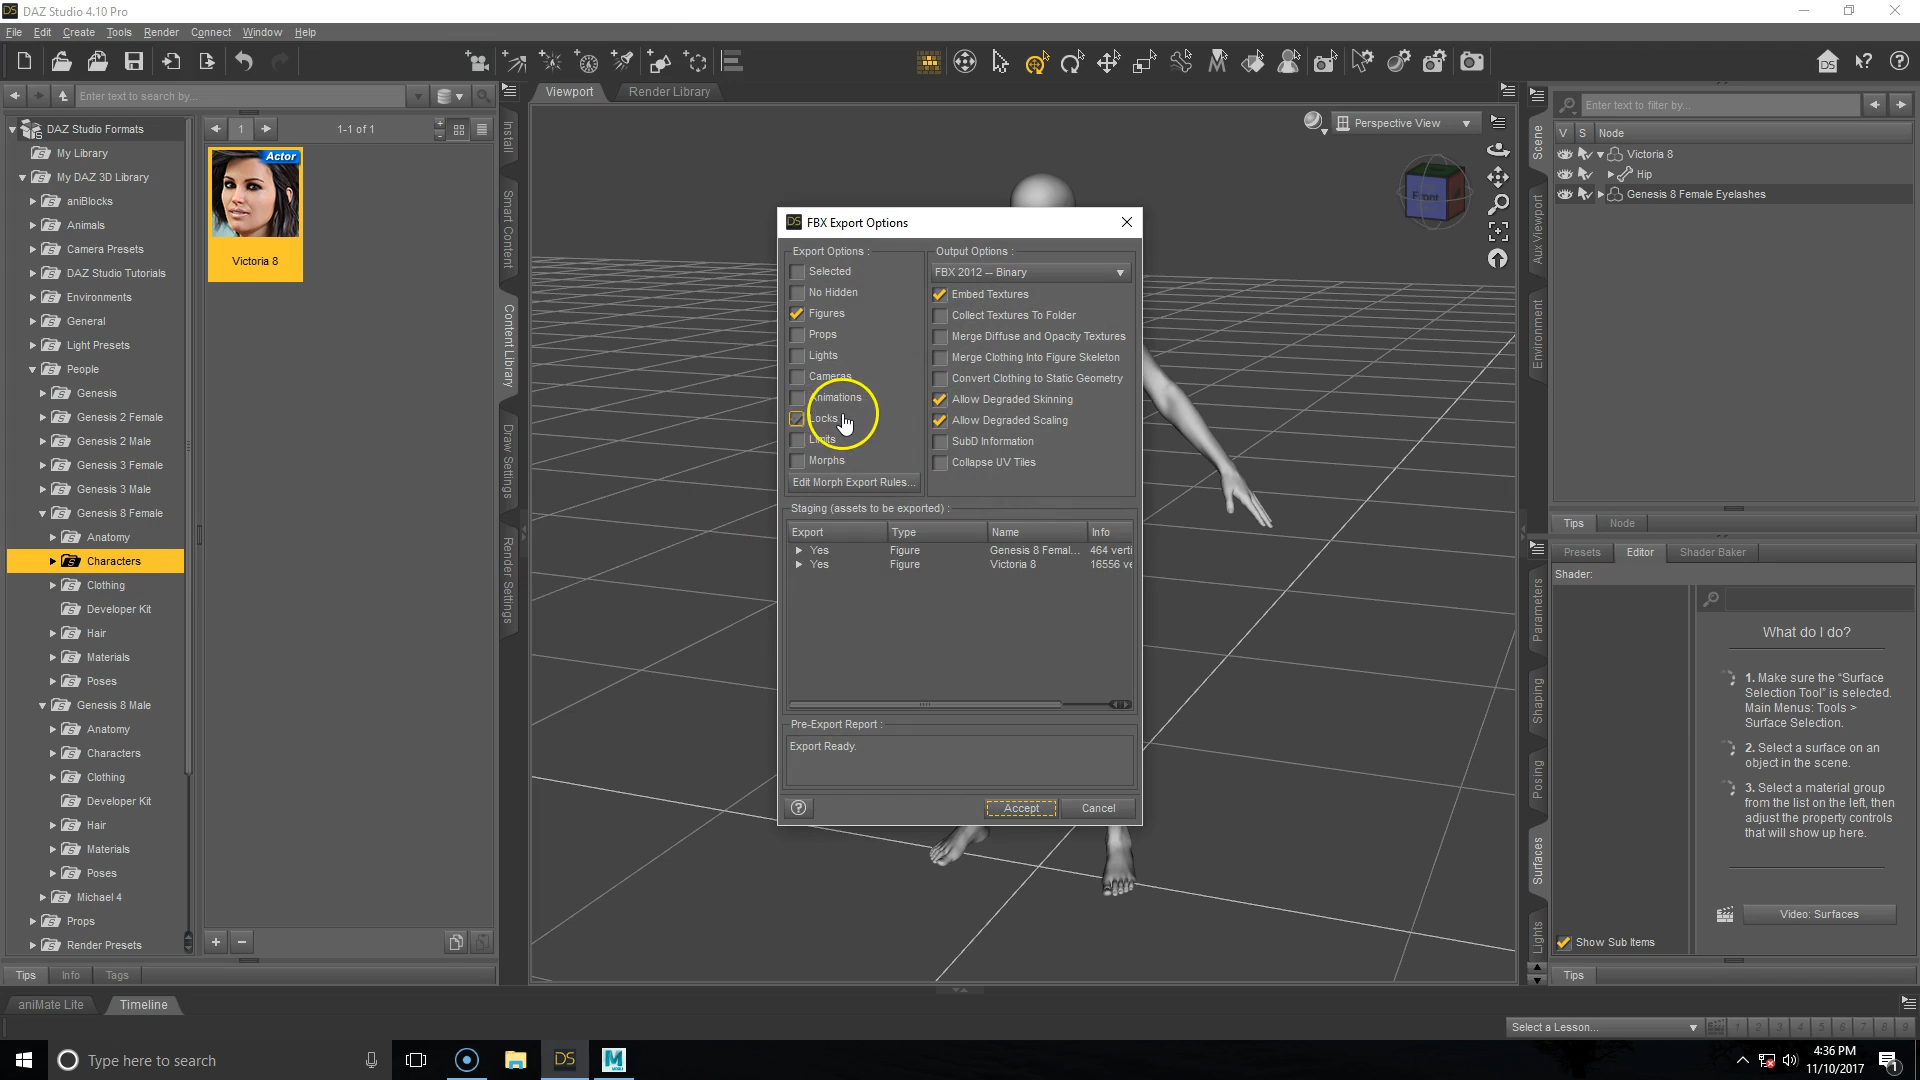 DAZ Studio 4.10 Pro
File Edit Create Tools Render Connect Window Help
Enter text to search by...
DAZ Studio Formats
My Library
My DAZ 3D Library
aniBlocks
Animals
Camera Presets
DAZ Studio Tutorials
Environments
General
Light Presets
People
Genesis
Genesis 2 Female
Genesis 2 Male
Genesis 3 Female
Genesis 3 Male
Genesis 8 Female
Anatomy
Characters
Clothing
Developer Kit
Hair
Materials
Poses
Genesis 8 Male
Anatomy
Characters
Clothing
Developer Kit
Hair
Materials
Poses
Michael 4
Props
Render Presets
1
1-1 of 1
Actor
Victoria 8
Tips Info Tags
Install
Smart Content
Content Library
Draw Settings
Render Settings
Viewport Render Library
Perspective View
Front
FBX Export Options
Export Options :
Selected
No Hidden
Figures
Props
Lights
Cameras
Animations
Locks
Limits
Morphs
Edit Morph Export Rules...
Output Options :
FBX 2012 -- Binary
Embed Textures
Collect Textures To Folder
Merge Diffuse and Opacity Textures
Merge Clothing Into Figure Skeleton
Convert Clothing to Static Geometry
Allow Degraded Skinning
Allow Degraded Scaling
SubD Information
Collapse UV Tiles
Staging (assets to be exported) :
Export Type Name Info
Yes Figure Genesis 8 Femal... 464 verti
Yes Figure Victoria 8 16556 ve
Pre-Export Report :
Export Ready.
Accept Cancel
Scene
Aux Viewport
Environment
Enter text to filter by...
V S Node
Victoria 8
Hip
Genesis 8 Female Eyelashes
Tips Node
Parameters
Shaping
Posing
Surfaces
Lights
Presets Editor Shader Baker
Shader:
What do I do?
1. Make sure the "Surface
Selection Tool" is selected.
Main Menus: Tools >
Surface Selection.
2. Select a surface on an
object in the scene.
3. Select a material group
from the list on the left, then
adjust the property controls
that will show up here.
Video: Surfaces
Show Sub Items
Tips
aniMate Lite Timeline
Select a Lesson...
1 2 3 4 5 6 7 8 9
Type here to search
DS
M
4:36 PM
11/10/2017
1